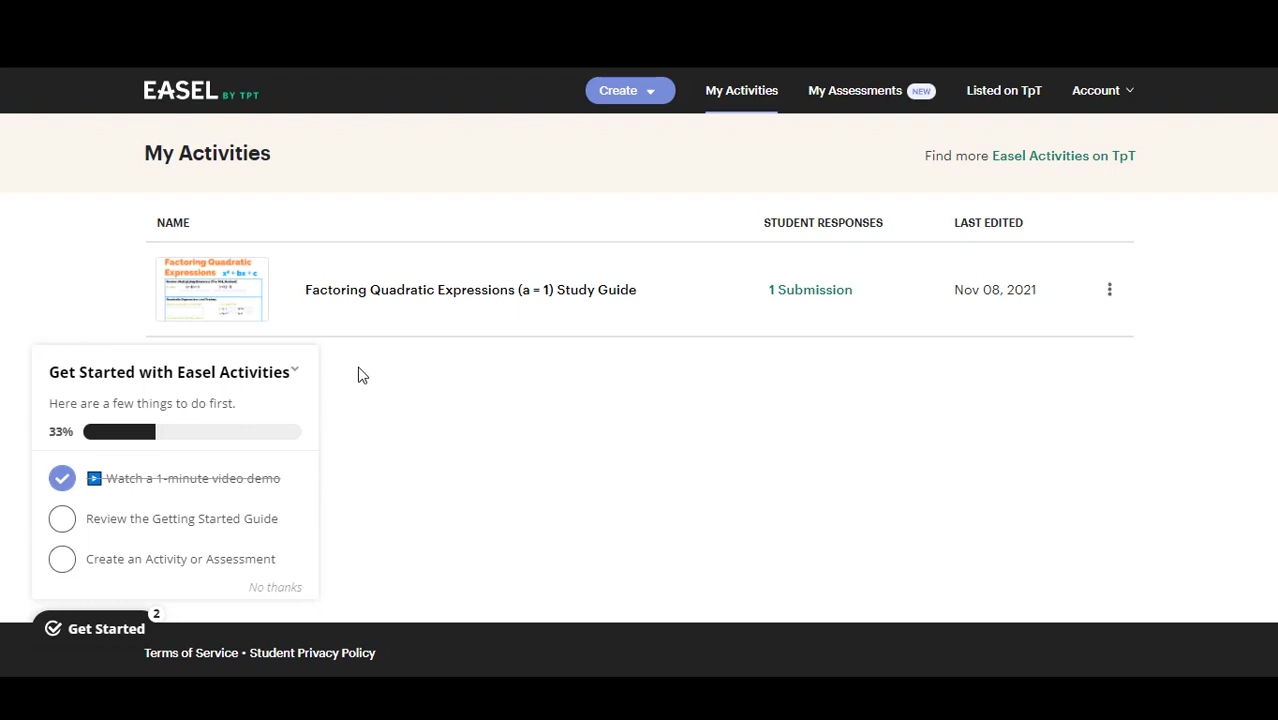 EASEL BY TPT
Create
My Activities
My Assessments NEW
Listed on TpT
Account
My Activities
Find more Easel Activities on TpT
NAME
STUDENT RESPONSES
LAST EDITED
Factoring Quadratic
Expressions x² + bx + c
Factoring Quadratic Expressions (a = 1) Study Guide
1 Submission
Nov 08, 2021
Get Started with Easel Activities
Here are a few things to do first.
33%
Watch a 1-minute video demo
Review the Getting Started Guide
Create an Activity or Assessment
No thanks
2
Get Started
Terms of Service • Student Privacy Policy